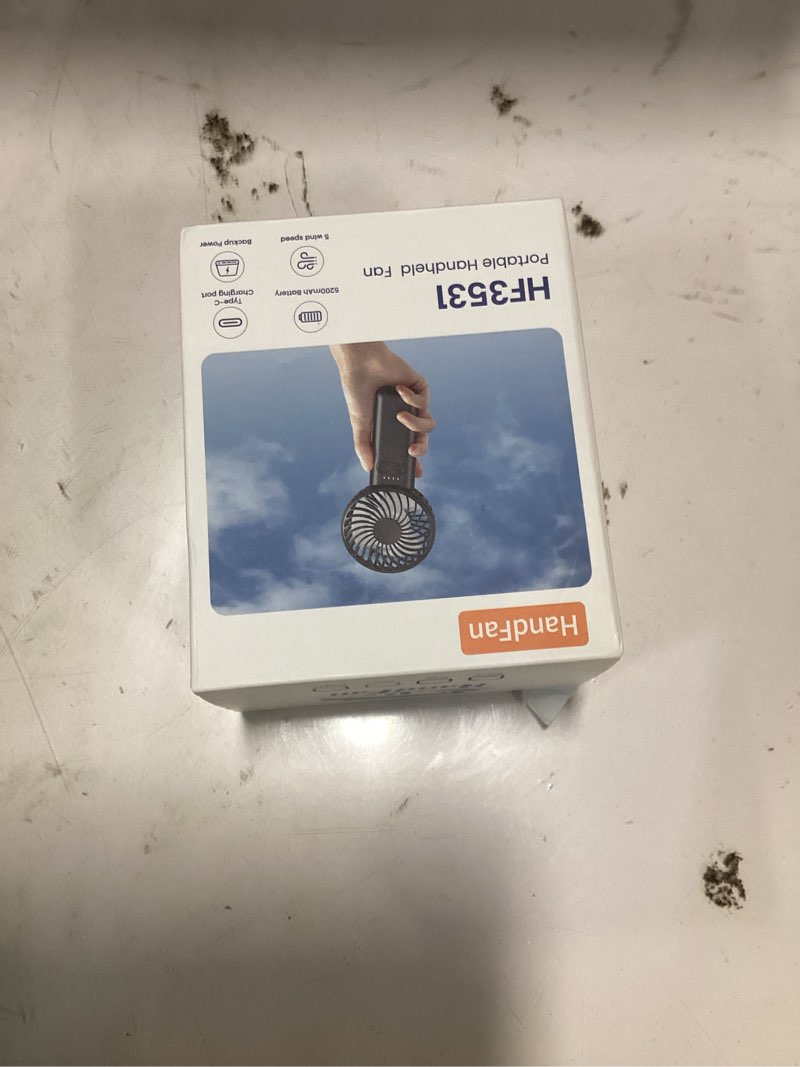 HandFan
HF3531
Portable Handheld Fan
5200mAh Battery
Type-C
Charging port
5 wind speed
Backup Power